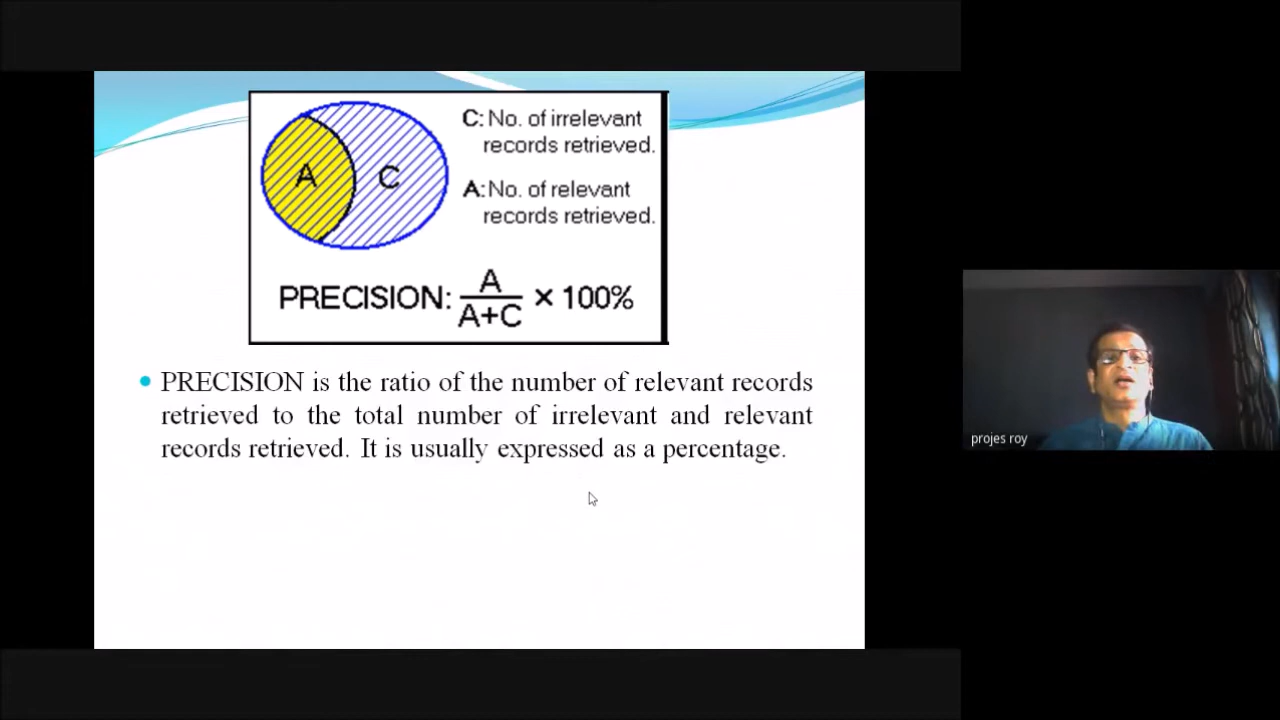 C: No. of irrelevant
records retrieved.
A: No. of relevant
records retrieved.
A
C
PRECISION: A/A+C × 100%
• PRECISION is the ratio of the number of relevant records
retrieved to the total number of irrelevant and relevant
records retrieved. It is usually expressed as a percentage.
projes roy